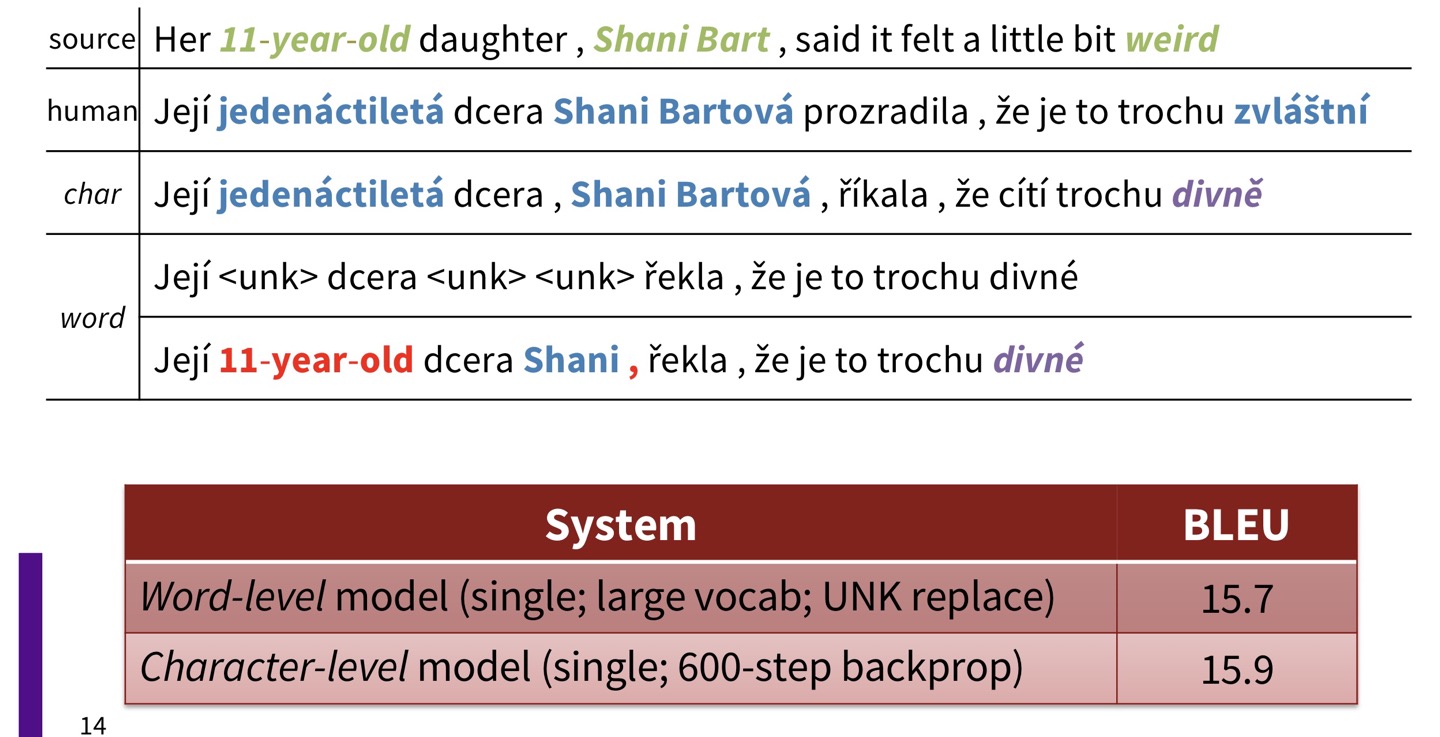 source Her 11-year-old daughter , Shani Bart , said it felt a little bit weird
human Její jedenáctiletá dcera Shani Bartová prozradila , že je to trochu zvláštní
char Její jedenáctiletá dcera , Shani Bartová , říkala , že cítí trochu divně
word
Její <unk> dcera <unk> <unk> řekla , že je to trochu divné
Její 11-year-old dcera Shani , řekla , že je to trochu divné
System BLEU
Word-level model (single; large vocab; UNK replace) 15.7
Character-level model (single; 600-step backprop) 15.9
14